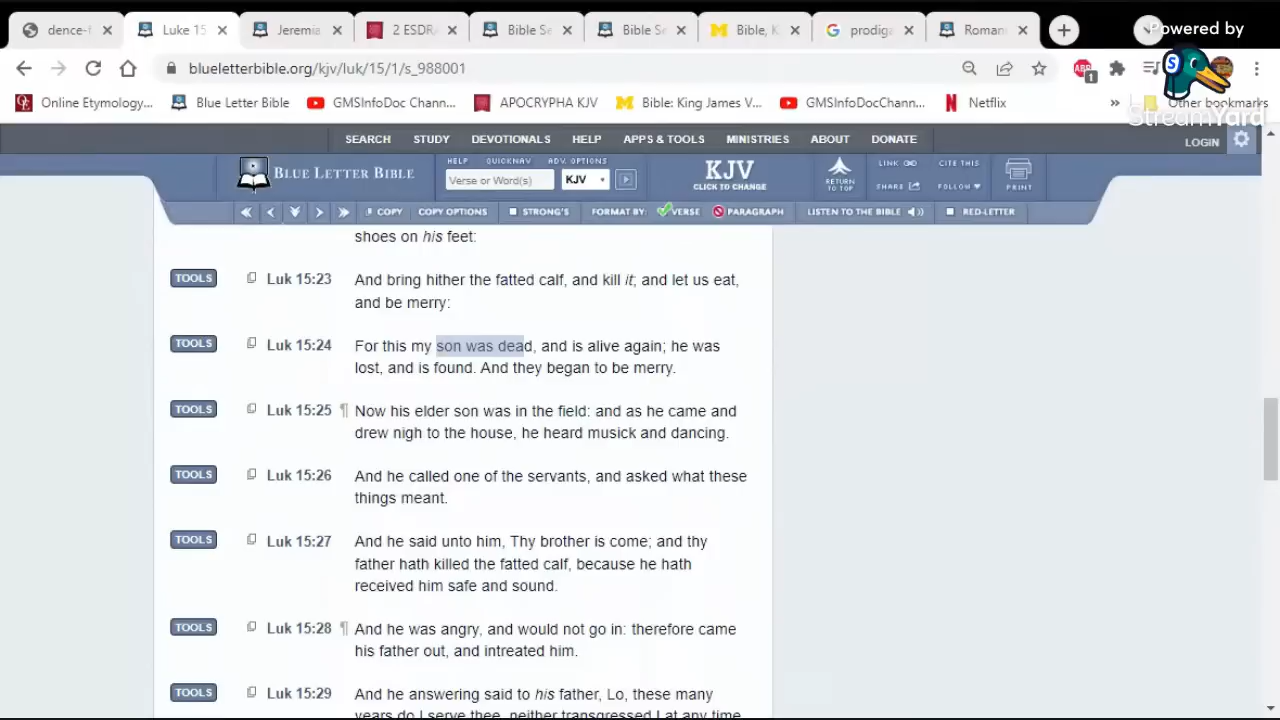 Powered by
StreamYard
dence-f
Luke 15
Jeremia
2 ESDRA
Bible Se
Bible Se
Bible, K
prodiga
Roman
blueletterbible.org/kjv/luk/15/1/s_988001
ABP
1
Online Etymology...
Blue Letter Bible
GMSInfoDoc Chann...
APOCRYPHA KJV
Bible: King James V...
GMSInfoDocChann...
Netflix
»
Other bookmarks
SEARCH STUDY DEVOTIONALS HELP APPS & TOOLS MINISTRIES ABOUT DONATE
LOGIN
BLUE LETTER BIBLE
HELP QUICKNAV ADV. OPTIONS
Verse or Word(s)
KJV
KJV
CLICK TO CHANGE
RETURN
TO TOP
LINK
CITE THIS
SHARE
FOLLOW
PRINT
COPY COPY OPTIONS STRONG'S FORMAT BY: VERSE PARAGRAPH LISTEN TO THE BIBLE RED-LETTER
shoes on his feet:
TOOLS Luk 15:23 And bring hither the fatted calf, and kill it; and let us eat,
and be merry:
TOOLS Luk 15:24 For this my son was dead, and is alive again; he was
lost, and is found. And they began to be merry.
TOOLS Luk 15:25 ¶ Now his elder son was in the field: and as he came and
drew nigh to the house, he heard musick and dancing.
TOOLS Luk 15:26 And he called one of the servants, and asked what these
things meant.
TOOLS Luk 15:27 And he said unto him, Thy brother is come; and thy
father hath killed the fatted calf, because he hath
received him safe and sound.
TOOLS Luk 15:28 ¶ And he was angry, and would not go in: therefore came
his father out, and intreated him.
TOOLS Luk 15:29 And he answering said to his father, Lo, these many
years do I serve thee, neither transgressed I at any time